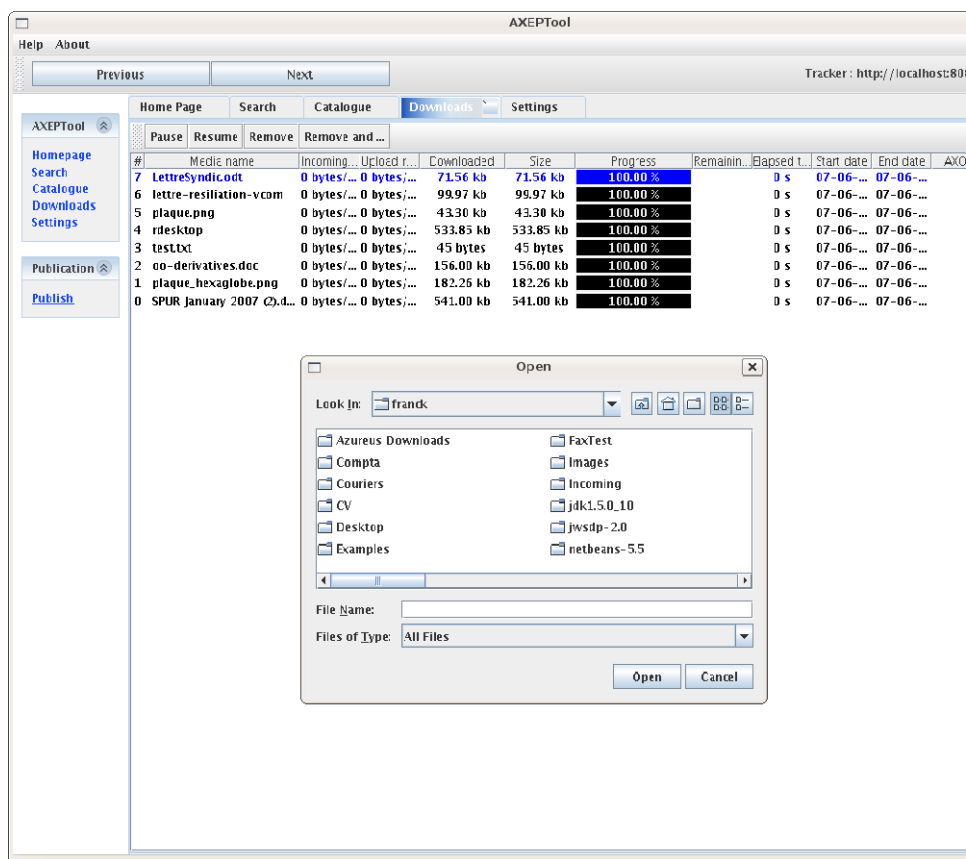 AXEPTool
Help About
Previous Next Tracker : http://localhost:80
Home Page Search Catalogue Downloads Settings
AXEPTool
Homepage
Search
Catalogue
Downloads
Settings
Publication
Publish
Pause Resume Remove Remove and ...
# Media name Incoming... Upload r... Downloaded Size Progress Remainin... Elapsed t... Start date End date AXO
7 LettreSyndic.odt 0 bytes/... 0 bytes/... 71.56 kb 71.56 kb 100.00 % 0 s 07-06-... 07-06-...
6 lettre-resiliation-vcom 0 bytes/... 0 bytes/... 99.97 kb 99.97 kb 100.00 % 0 s 07-06-... 07-06-...
5 plaque.png 0 bytes/... 0 bytes/... 43.30 kb 43.30 kb 100.00 % 0 s 07-06-... 07-06-...
4 rdesktop 0 bytes/... 0 bytes/... 533.85 kb 533.85 kb 100.00 % 0 s 07-06-... 07-06-...
3 test.txt 0 bytes/... 0 bytes/... 45 bytes 45 bytes 100.00 % 0 s 07-06-... 07-06-...
2 oo-derivatives.doc 0 bytes/... 0 bytes/... 156.00 kb 156.00 kb 100.00 % 0 s 07-06-... 07-06-...
1 plaque_hexaglobe.png 0 bytes/... 0 bytes/... 182.26 kb 182.26 kb 100.00 % 0 s 07-06-... 07-06-...
0 SPUR January 2007 (2).d... 0 bytes/... 0 bytes/... 541.00 kb 541.00 kb 100.00 % 0 s 07-06-... 07-06-...
Open
Look In: franck
Azureus Downloads FaxTest
Compta Images
Couriers Incoming
CV jdk1.5.0_10
Desktop jwsdp-2.0
Examples netbeans-5.5
File Name:
Files of Type: All Files
Open Cancel